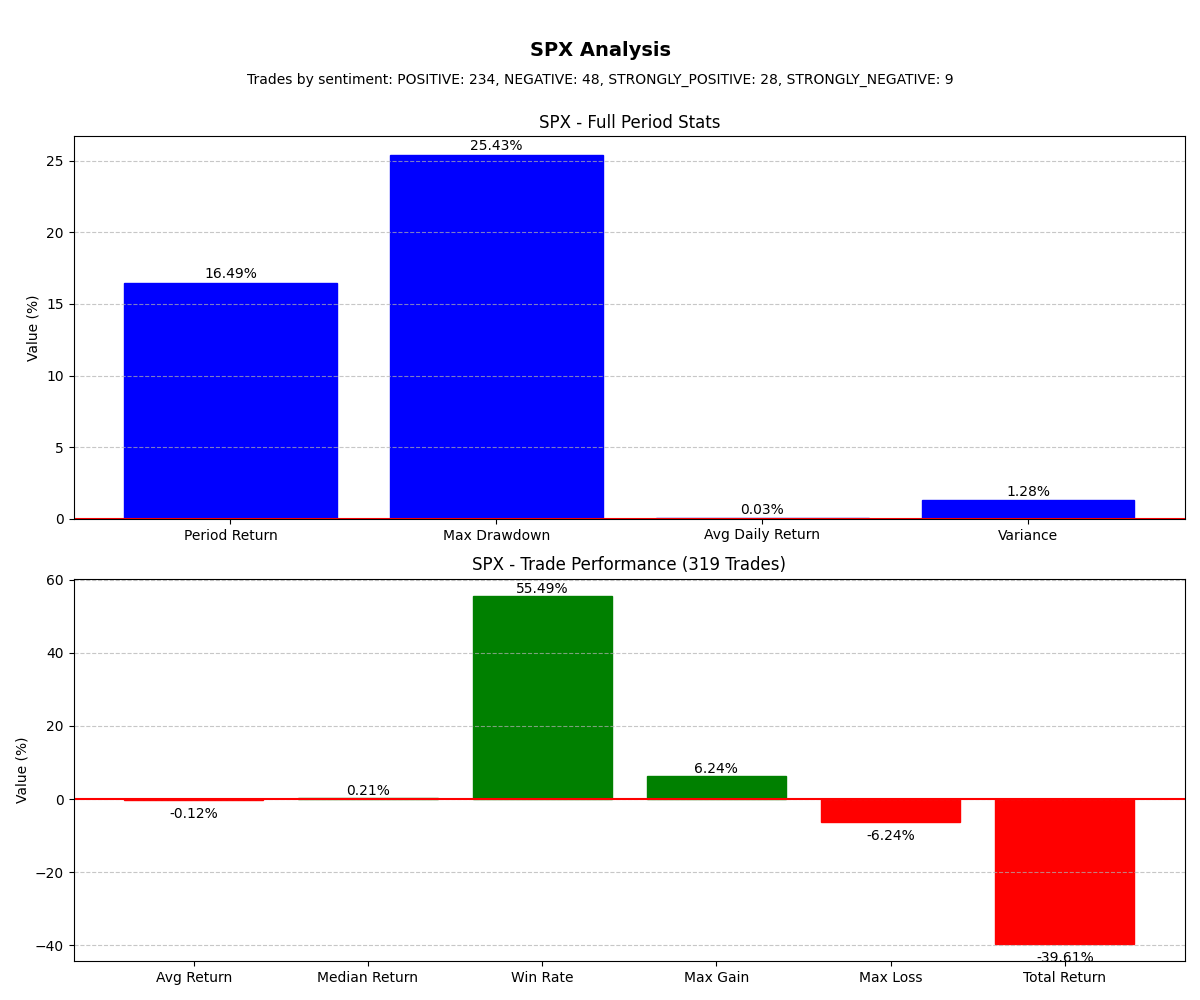 SPX Analysis
Trades by sentiment: POSITIVE: 234, NEGATIVE: 48, STRONGLY_POSITIVE: 28, STRONGLY_NEGATIVE: 9
SPX - Full Period Stats
Value (%)
25
20
15
10
5
0
16.49%
25.43%
0.03%
1.28%
Period Return
Max Drawdown
Avg Daily Return
Variance
SPX - Trade Performance (319 Trades)
Value (%)
60
40
20
0
−20
−40
-0.12%
0.21%
55.49%
6.24%
-6.24%
-39.61%
Avg Return
Median Return
Win Rate
Max Gain
Max Loss
Total Return